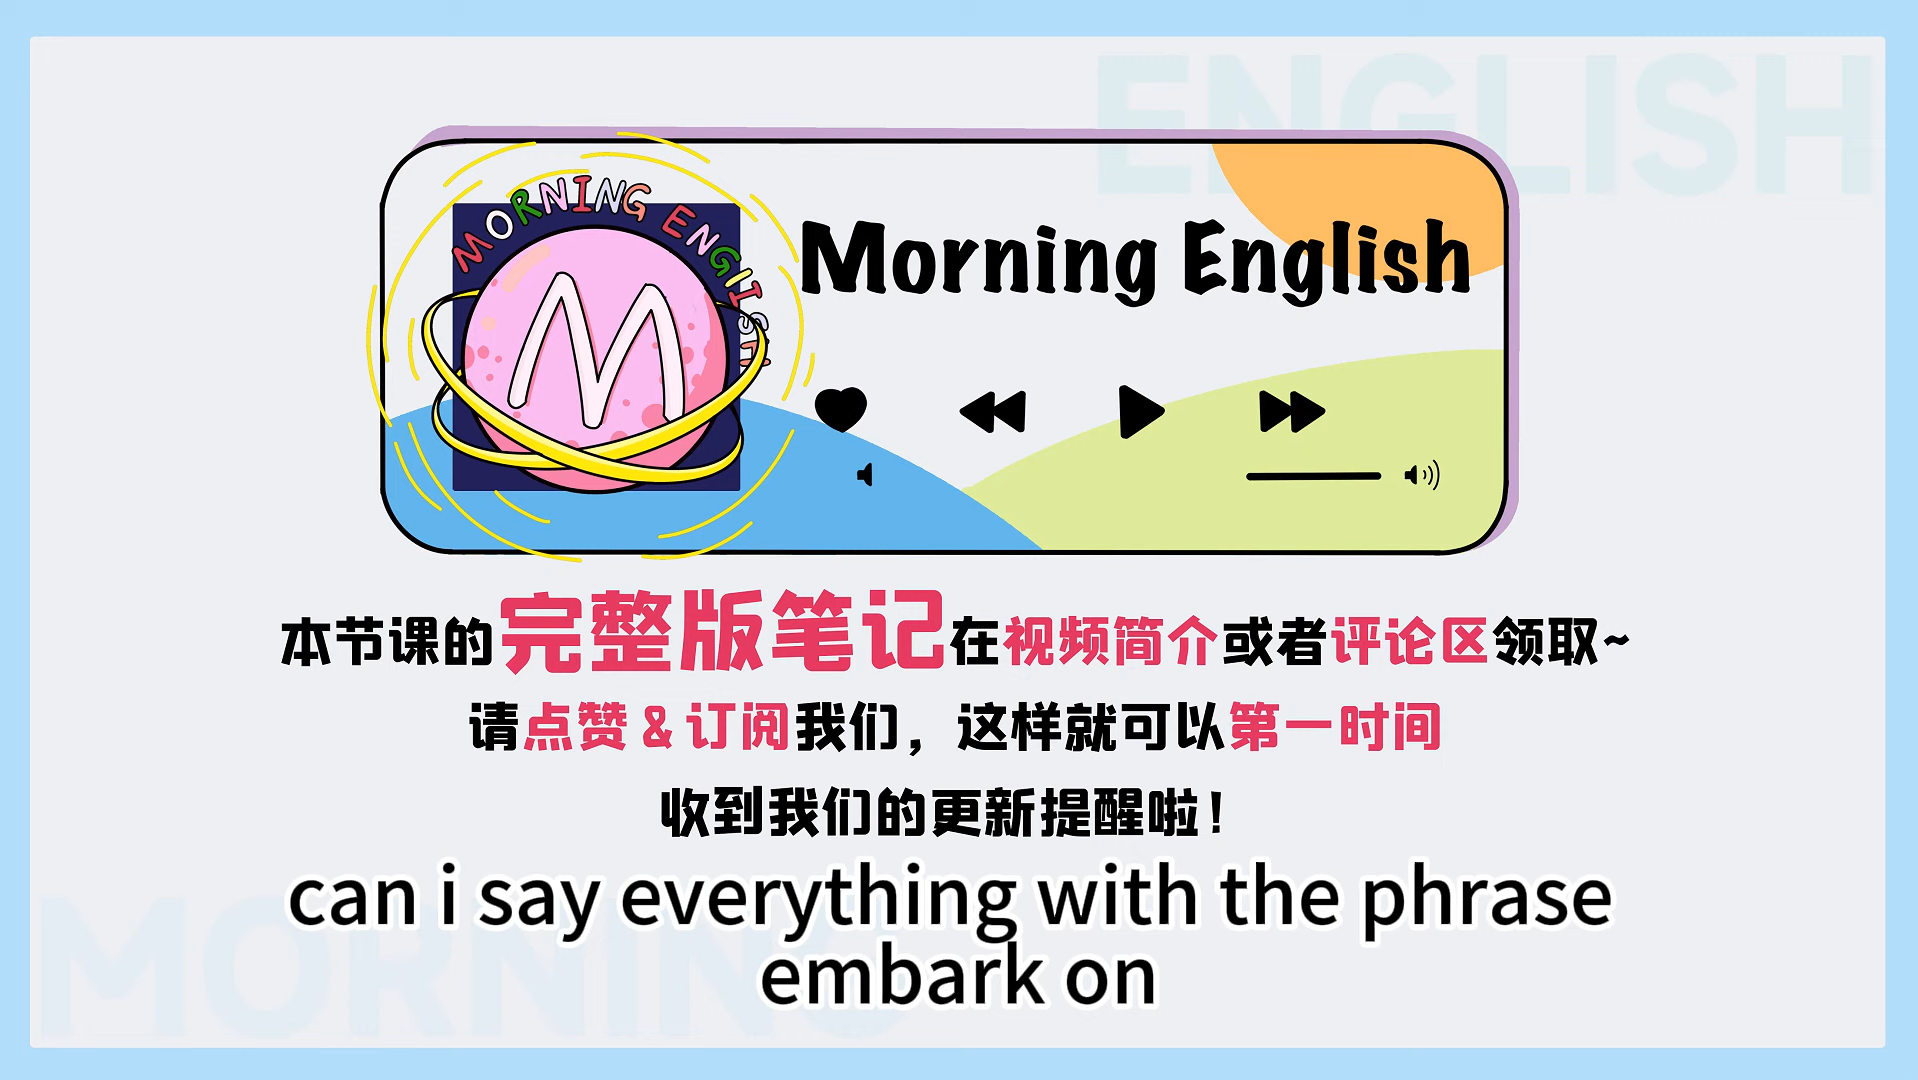 ENGLISH
MORNING ENGLISH
M
Morning English
本节课的完整版笔记在视频简介或者评论区领取~
请点赞&订阅我们，这样就可以第一时间
收到我们的更新提醒啦！
can i say everything with the phrase
embark on
MORNING